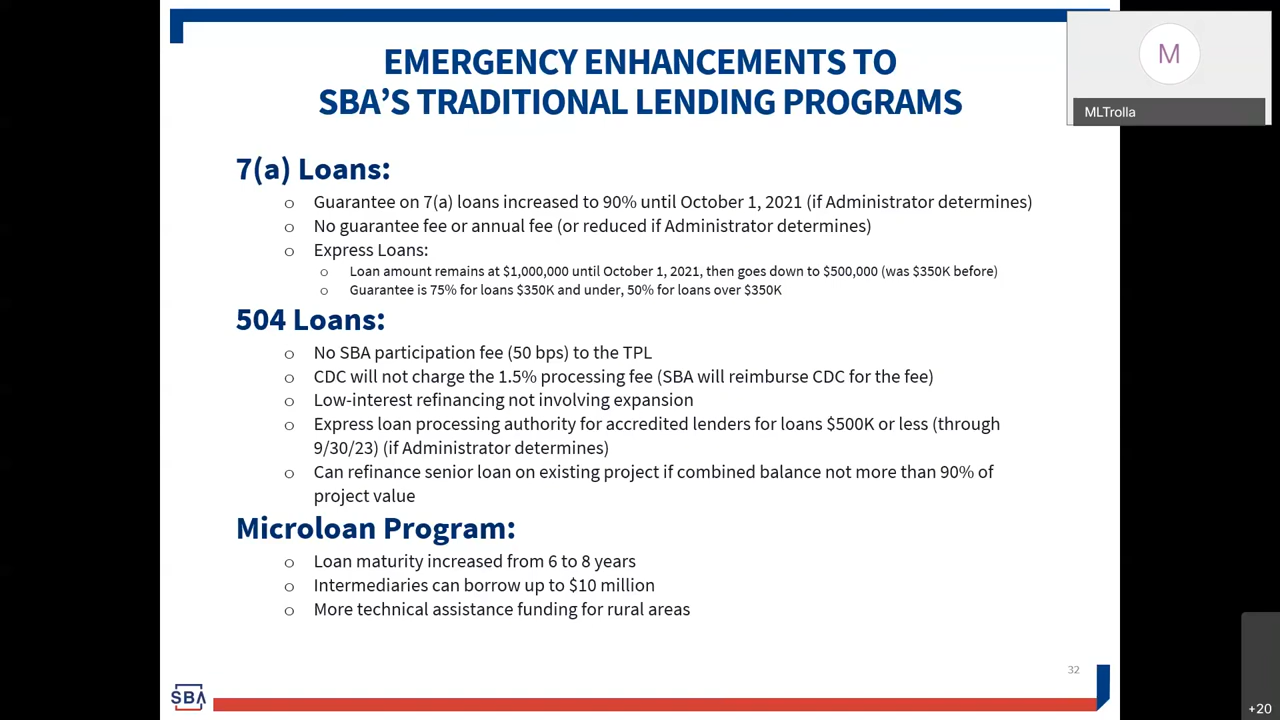 EMERGENCY ENHANCEMENTS TO
SBA'S TRADITIONAL LENDING PROGRAMS
M
MLTrolla
7(a) Loans:
o Guarantee on 7(a) loans increased to 90% until October 1, 2021 (if Administrator determines)
o No guarantee fee or annual fee (or reduced if Administrator determines)
o Express Loans:
o Loan amount remains at $1,000,000 until October 1, 2021, then goes down to $500,000 (was $350K before)
o Guarantee is 75% for loans $350K and under, 50% for loans over $350K
504 Loans:
o No SBA participation fee (50 bps) to the TPL
o CDC will not charge the 1.5% processing fee (SBA will reimburse CDC for the fee)
o Low-interest refinancing not involving expansion
o Express loan processing authority for accredited lenders for loans $500K or less (through
9/30/23) (if Administrator determines)
o Can refinance senior loan on existing project if combined balance not more than 90% of
project value
Microloan Program:
o Loan maturity increased from 6 to 8 years
o Intermediaries can borrow up to $10 million
o More technical assistance funding for rural areas
32
SBA
+20